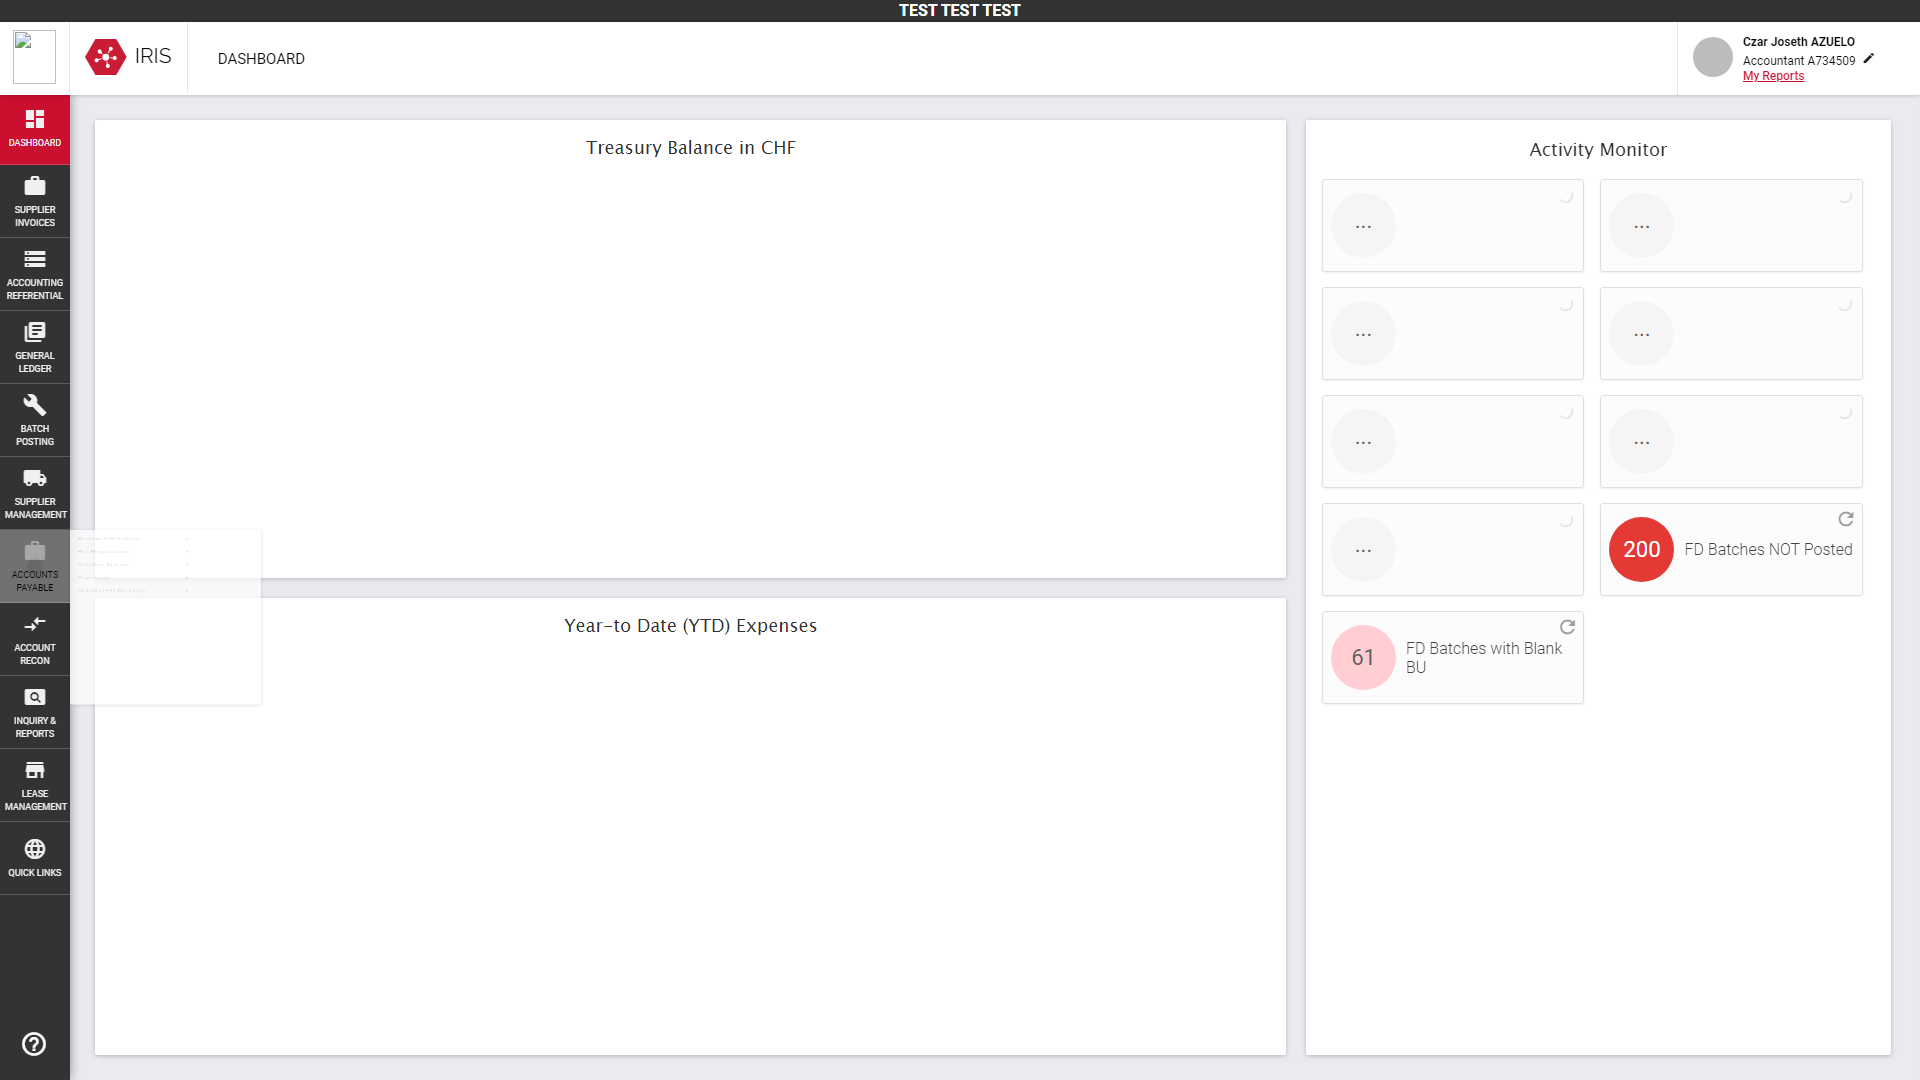 TEST TEST TEST
IRIS
DASHBOARD
Czar Joseth AZUELO
Accountant A734509
My Reports
DASHBOARD
SUPPLIER
INVOICES
ACCOUNTING
REFERENTIAL
GENERAL
LEDGER
BATCH
POSTING
SUPPLIER
MANAGEMENT
ACCOUNTS
PAYABLE
ACCOUNT
RECON
INQUIRY &
REPORTS
LEASE
MANAGEMENT
QUICK LINKS
Treasury Balance in CHF
Year-to Date (YTD) Expenses
Activity Monitor
...
...
...
...
...
...
...
200
FD Batches NOT Posted
61
FD Batches with Blank
BU